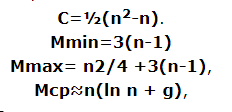 C=½(n²-n).
Mmin=3(n-1)
Mmax= n2/4 +3(n-1),
Mcp≈n(ln n + g),